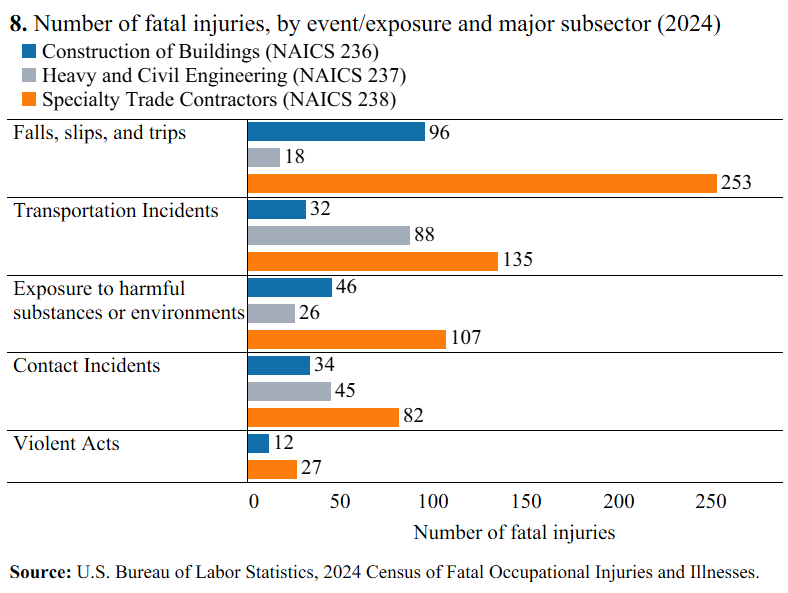 8. Number of fatal injuries, by event/exposure and major subsector (2024)
Construction of Buildings (NAICS 236)
Heavy and Civil Engineering (NAICS 237)
Specialty Trade Contractors (NAICS 238)
Falls, slips, and trips
96
18
253
Transportation Incidents
32
88
135
Exposure to harmful
substances or environments
46
26
107
Contact Incidents
34
45
82
Violent Acts
12
27
0 50 100 150 200 250
Number of fatal injuries
Source: U.S. Bureau of Labor Statistics, 2024 Census of Fatal Occupational Injuries and Illnesses.